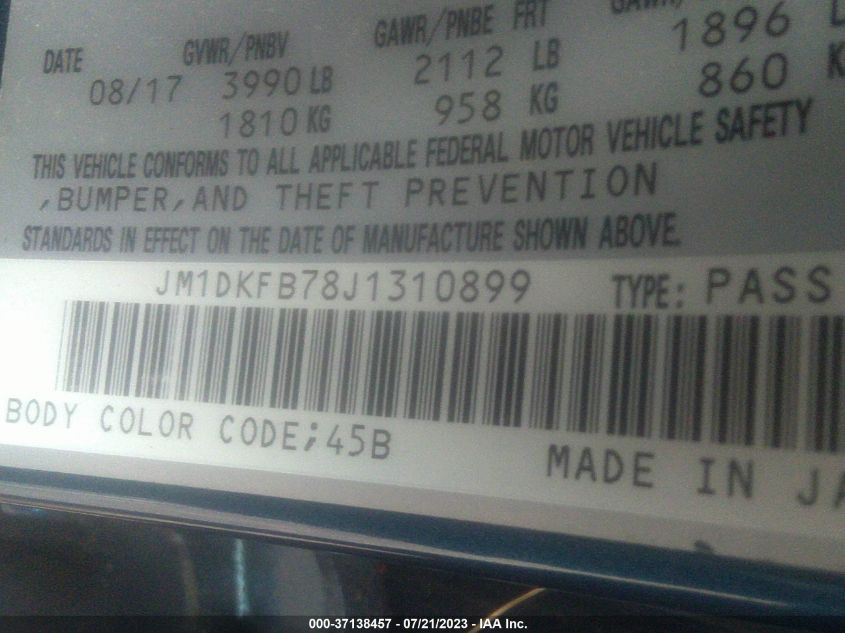 DATE GVWR/PNBV GAWR/PNBE FRT
08/17 3990 LB 2112 LB 1896
1810 KG 958 KG 860
THIS VEHICLE CONFORMS TO ALL APPLICABLE FEDERAL MOTOR VEHICLE SAFETY
,BUMPER,AND THEFT PREVENTION
STANDARDS IN EFFECT ON THE DATE OF MANUFACTURE SHOWN ABOVE.
JM1DKFB78J1310899 TYPE: PASS
BODY COLOR CODE;45B
MADE IN JA
000-37138457 - 07/21/2023 - IAA Inc.